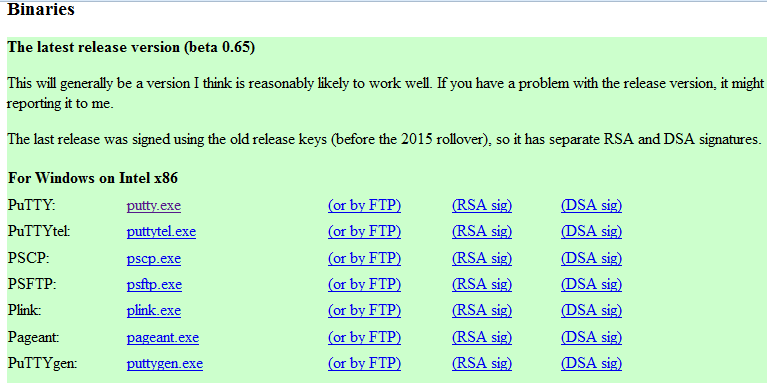 Binaries
The latest release version (beta 0.65)
This will generally be a version I think is reasonably likely to work well. If you have a problem with the release version, it might
reporting it to me.
The last release was signed using the old release keys (before the 2015 rollover), so it has separate RSA and DSA signatures.
For Windows on Intel x86
PuTTY: putty.exe (or by FTP) (RSA sig) (DSA sig)
PuTTYtel: puttytel.exe (or by FTP) (RSA sig) (DSA sig)
PSCP: pscp.exe (or by FTP) (RSA sig) (DSA sig)
PSFTP: psftp.exe (or by FTP) (RSA sig) (DSA sig)
Plink: plink.exe (or by FTP) (RSA sig) (DSA sig)
Pageant: pageant.exe (or by FTP) (RSA sig) (DSA sig)
PuTTYgen: puttygen.exe (or by FTP) (RSA sig) (DSA sig)